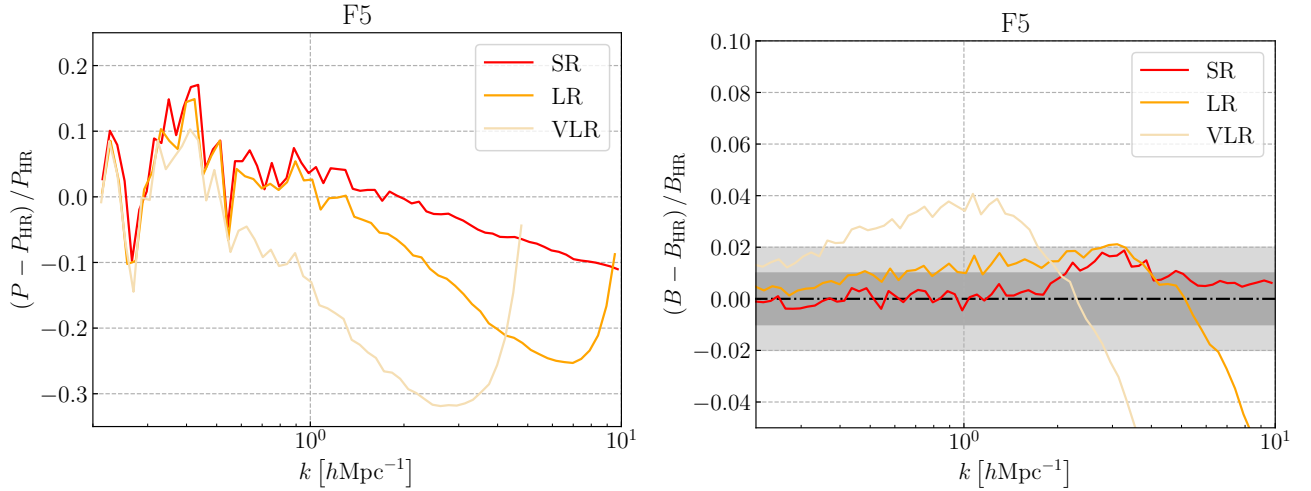 F5
(P − P_HR) / P_HR
0.2
0.1
0.0
−0.1
−0.2
−0.3
SR
LR
VLR
10^0
10^1
k [hMpc^−1]
F5
(B − B_HR) / B_HR
0.10
0.08
0.06
0.04
0.02
0.00
−0.02
−0.04
SR
LR
VLR
10^0
10^1
k [hMpc^−1]